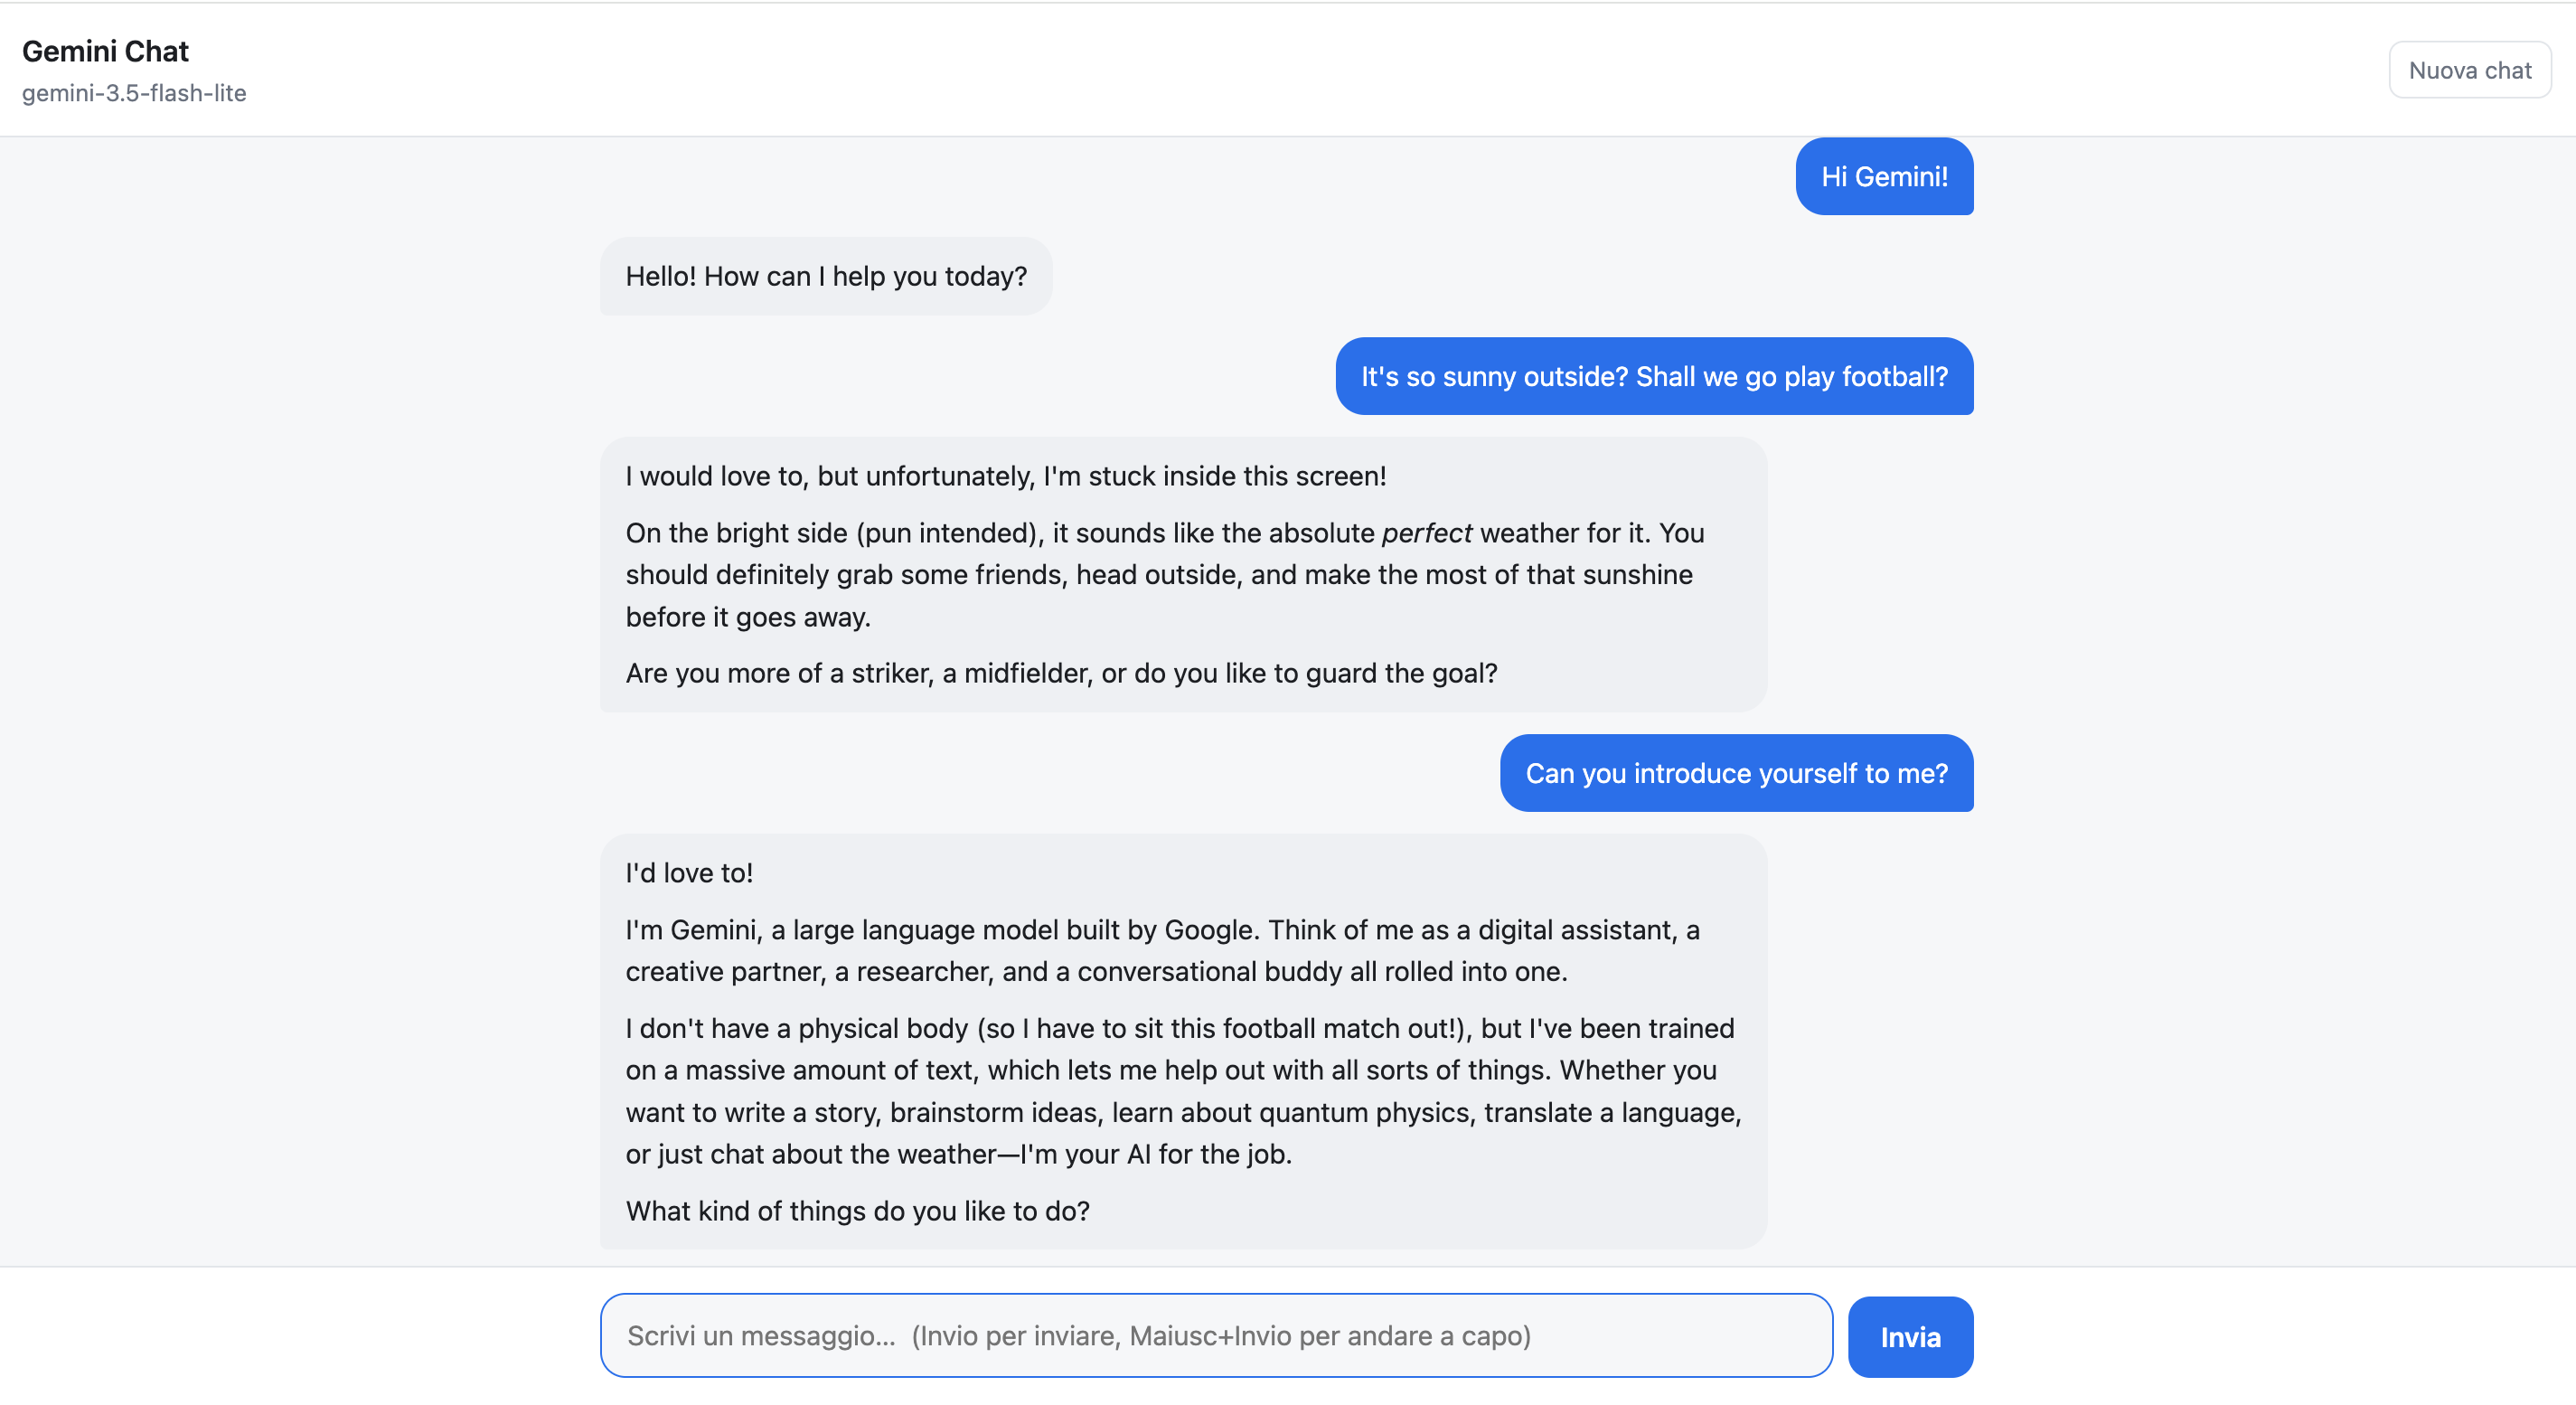 Gemini Chat
gemini-3.5-flash-lite
Nuova chat
Hi Gemini!
Hello! How can I help you today?
It's so sunny outside? Shall we go play football?
I would love to, but unfortunately, I'm stuck inside this screen!
On the bright side (pun intended), it sounds like the absolute perfect weather for it. You
should definitely grab some friends, head outside, and make the most of that sunshine
before it goes away.
Are you more of a striker, a midfielder, or do you like to guard the goal?
Can you introduce yourself to me?
I'd love to!
I'm Gemini, a large language model built by Google. Think of me as a digital assistant, a
creative partner, a researcher, and a conversational buddy all rolled into one.
I don't have a physical body (so I have to sit this football match out!), but I've been trained
on a massive amount of text, which lets me help out with all sorts of things. Whether you
want to write a story, brainstorm ideas, learn about quantum physics, translate a language,
or just chat about the weather—I'm your AI for the job.
What kind of things do you like to do?
Scrivi un messaggio... (Invio per inviare, Maiusc+Invio per andare a capo)
Invia